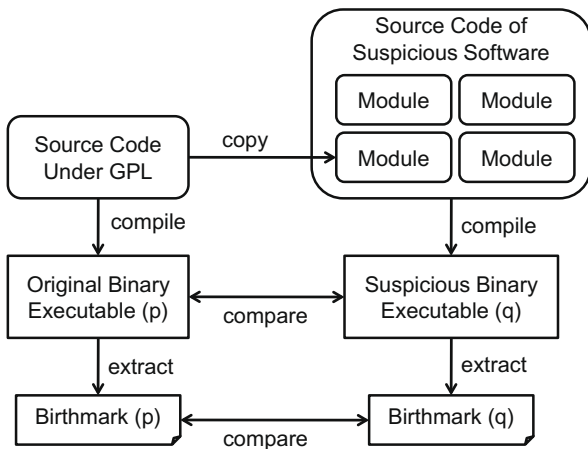 Source Code of
Suspicious Software
Module Module
Module Module
Source Code
Under GPL
copy
compile
compile
Original Binary
Executable (p)
compare
Suspicious Binary
Executable (q)
extract
extract
Birthmark (p)
compare
Birthmark (q)